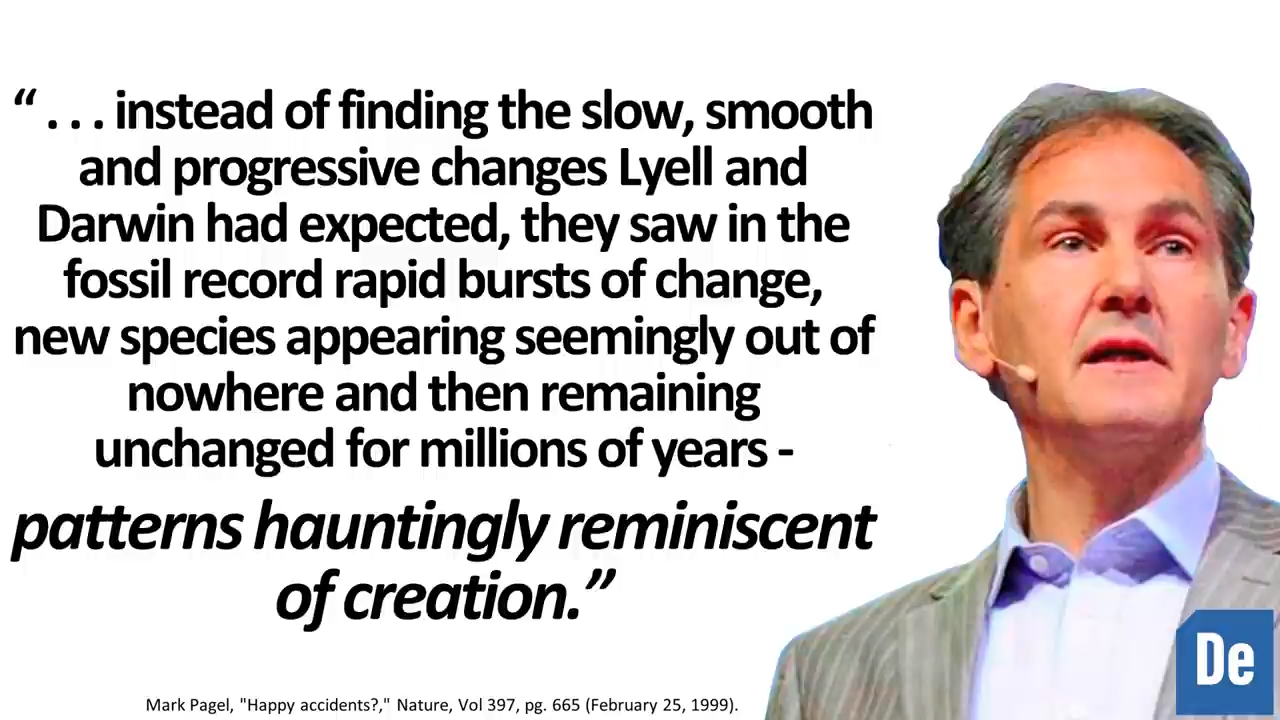 “ . . . instead of finding the slow, smooth
and progressive changes Lyell and
Darwin had expected, they saw in the
fossil record rapid bursts of change,
new species appearing seemingly out of
nowhere and then remaining
unchanged for millions of years -
patterns hauntingly reminiscent
of creation.”
Mark Pagel, "Happy accidents?," Nature, Vol 397, pg. 665 (February 25, 1999).
De